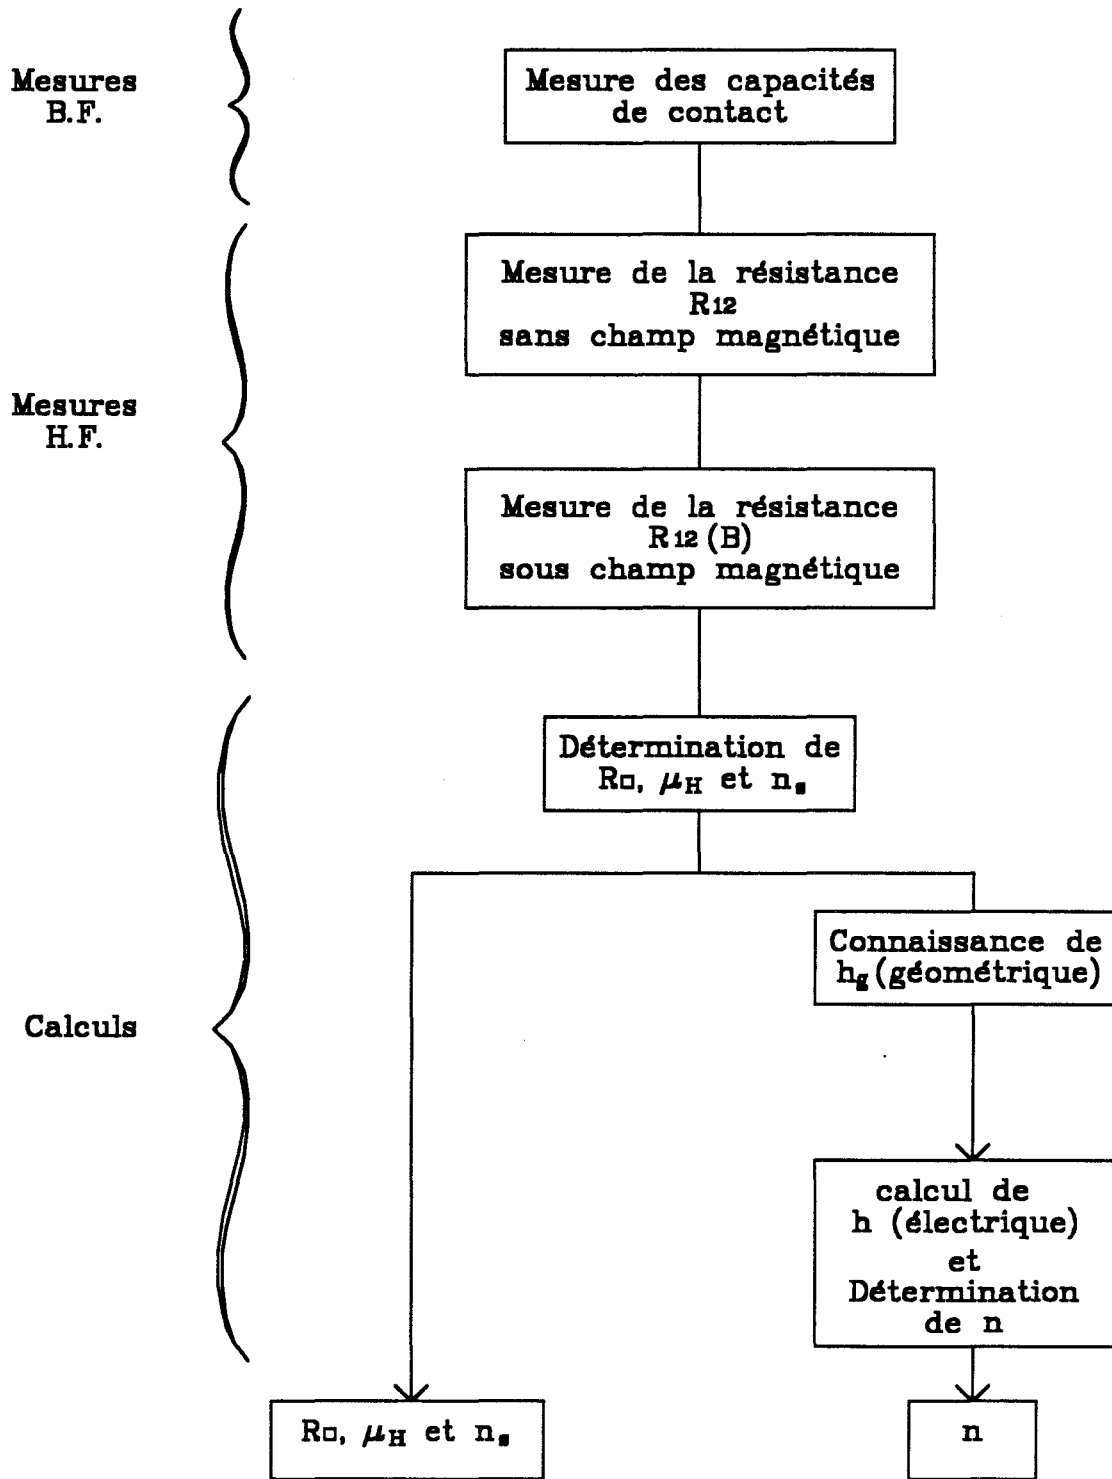 Mesures
B.F.
Mesure des capacités
de contact
Mesure de la résistance
R12
sans champ magnétique
Mesures
H.F.
Mesure de la résistance
R12 (B)
sous champ magnétique
Détermination de
R□, μH et ns
Connaissance de
hg (géométrique)
Calculs
calcul de
h (électrique)
et
Détermination
de n
R□, μH et ns
n